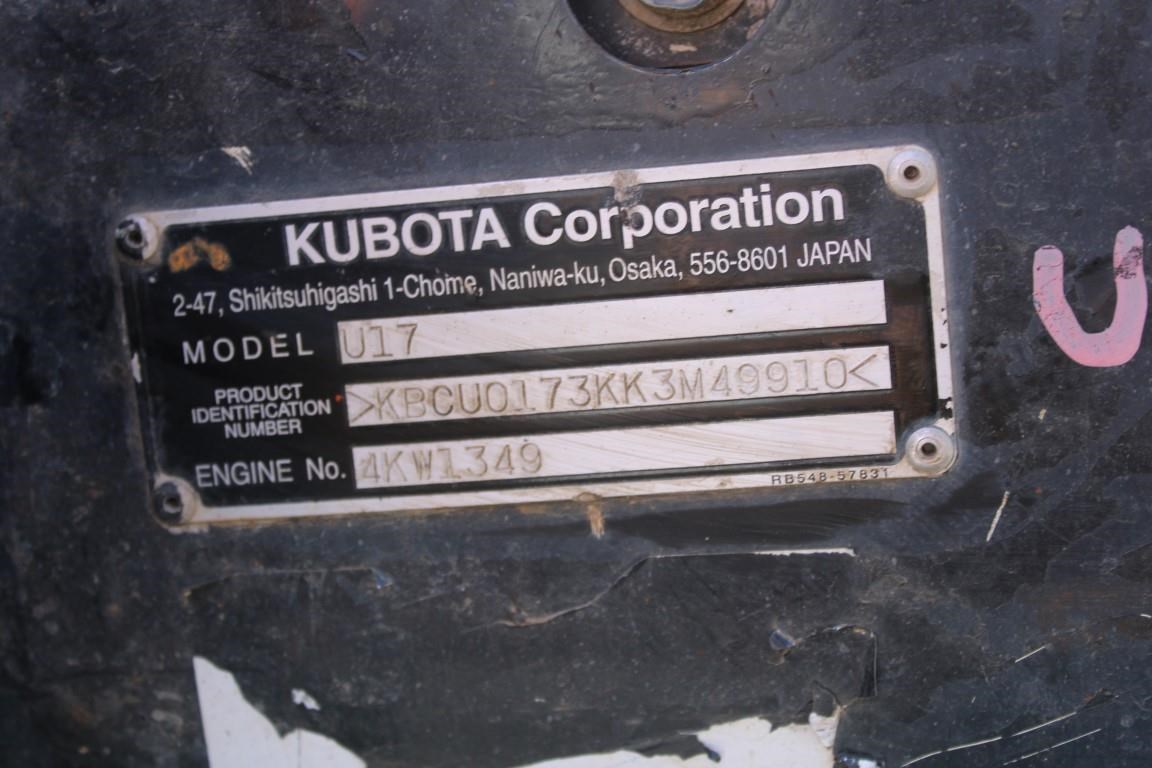 KUBOTA Corporation
2-47, Shikitsuhigashi 1-Chome, Naniwa-ku, Osaka, 556-8601 JAPAN
MODEL U17
PRODUCT IDENTIFICATION NUMBER >KBCU0173KK3M49910<
ENGINE No. 4KW1349
RB548-57831
U